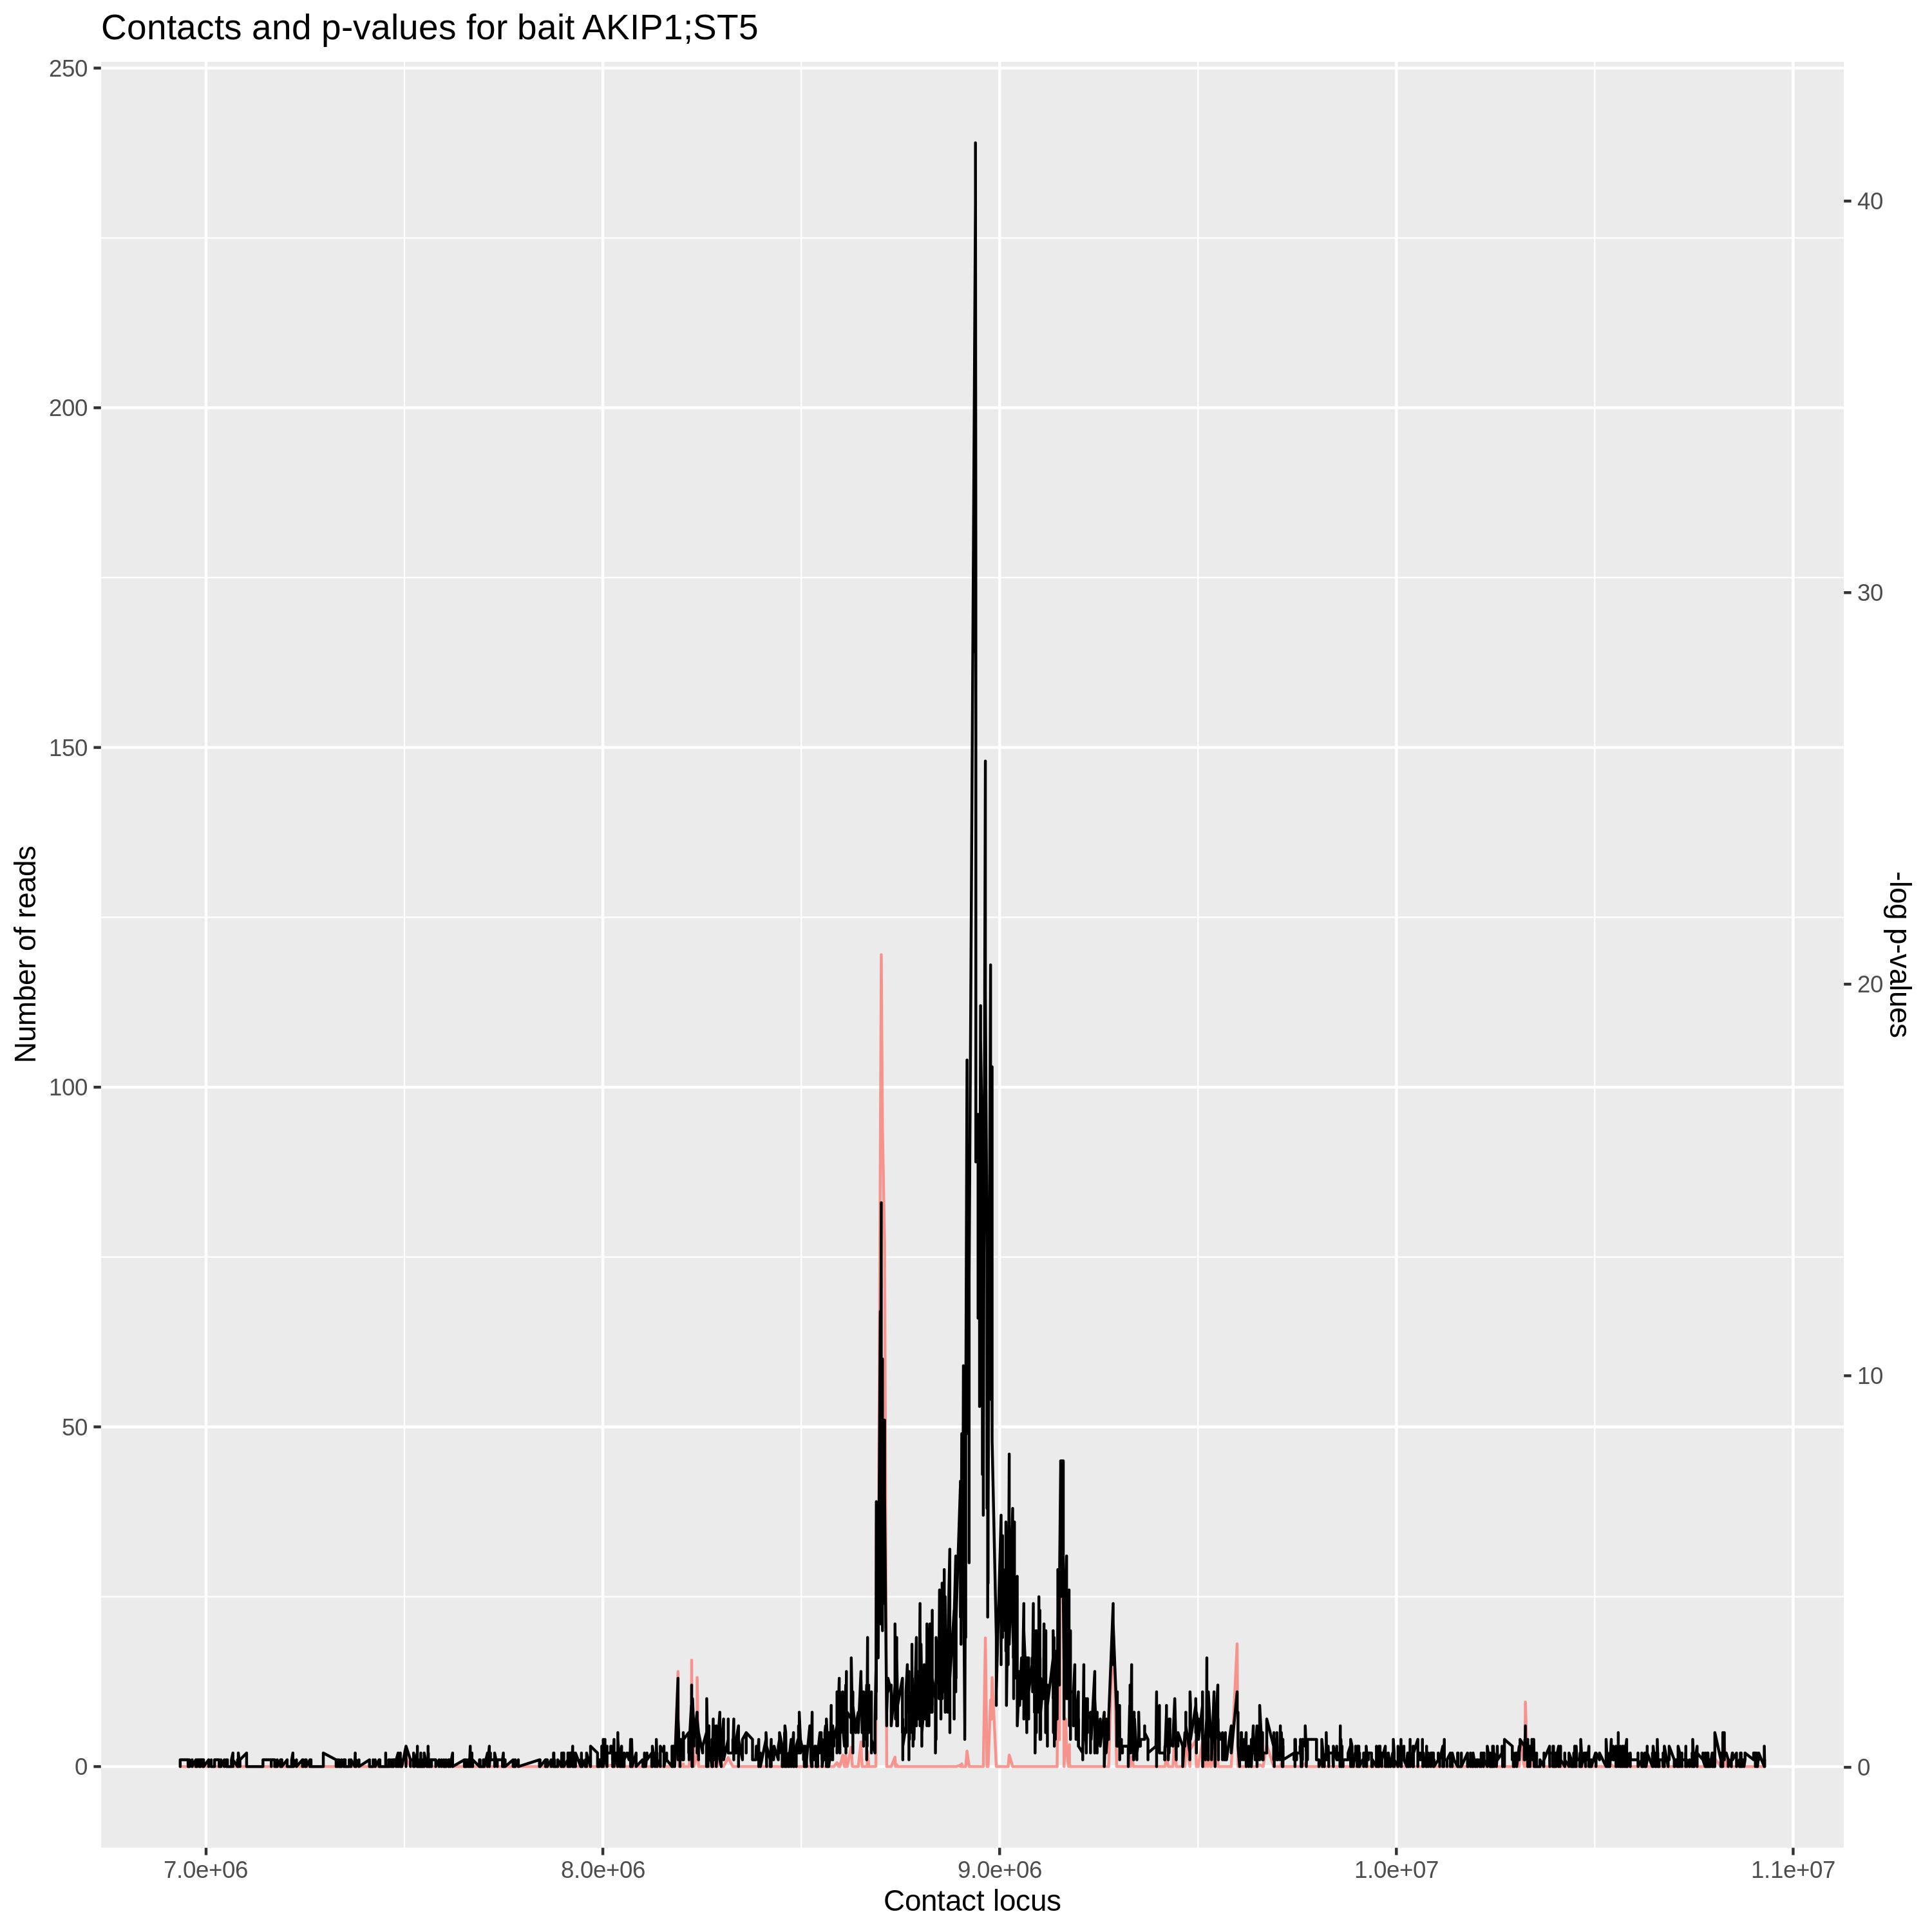 Contacts and p-values for bait AKIP1;ST5
250
200
150
100
50
0
Number of reads
40
30
20
10
0
-log p-values
7.0e+06
8.0e+06
9.0e+06
1.0e+07
1.1e+07
Contact locus